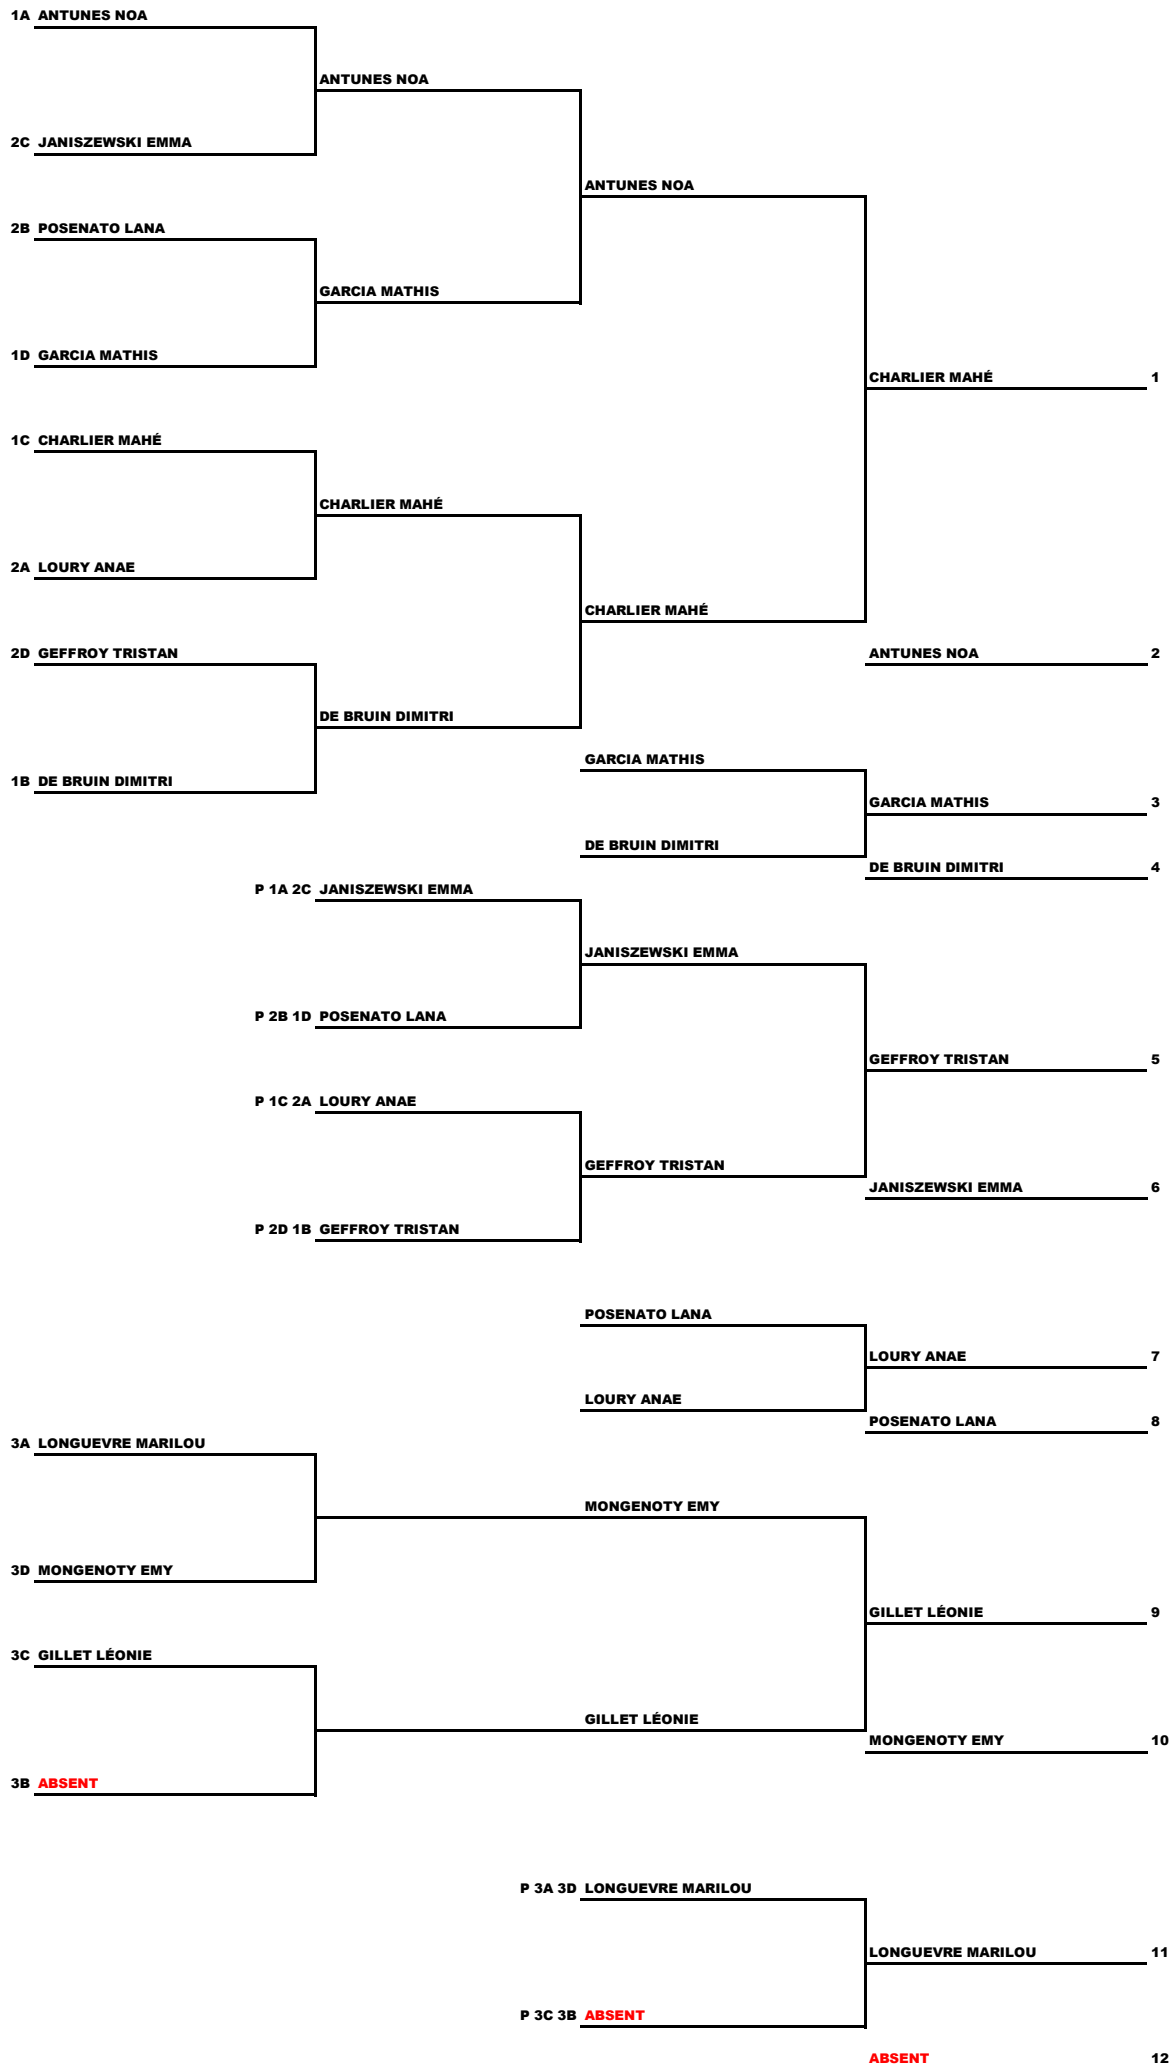 1A ANTUNES NOA
ANTUNES NOA
2C JANISZEWSKI EMMA
ANTUNES NOA
2B POSENATO LANA
GARCIA MATHIS
1D GARCIA MATHIS
CHARLIER MAHÉ 1
1C CHARLIER MAHÉ
CHARLIER MAHÉ
2A LOURY ANAE
CHARLIER MAHÉ
2D GEFFROY TRISTAN
ANTUNES NOA 2
DE BRUIN DIMITRI
GARCIA MATHIS
1B DE BRUIN DIMITRI
GARCIA MATHIS 3
DE BRUIN DIMITRI
DE BRUIN DIMITRI 4
P 1A 2C JANISZEWSKI EMMA
JANISZEWSKI EMMA
P 2B 1D POSENATO LANA
GEFFROY TRISTAN 5
P 1C 2A LOURY ANAE
GEFFROY TRISTAN
JANISZEWSKI EMMA 6
P 2D 1B GEFFROY TRISTAN
POSENATO LANA
LOURY ANAE 7
LOURY ANAE
POSENATO LANA 8
3A LONGUEVRE MARILOU
MONGENOTY EMY
3D MONGENOTY EMY
GILLET LÉONIE 9
3C GILLET LÉONIE
GILLET LÉONIE
MONGENOTY EMY 10
3B ABSENT
P 3A 3D LONGUEVRE MARILOU
LONGUEVRE MARILOU 11
P 3C 3B ABSENT
ABSENT 12